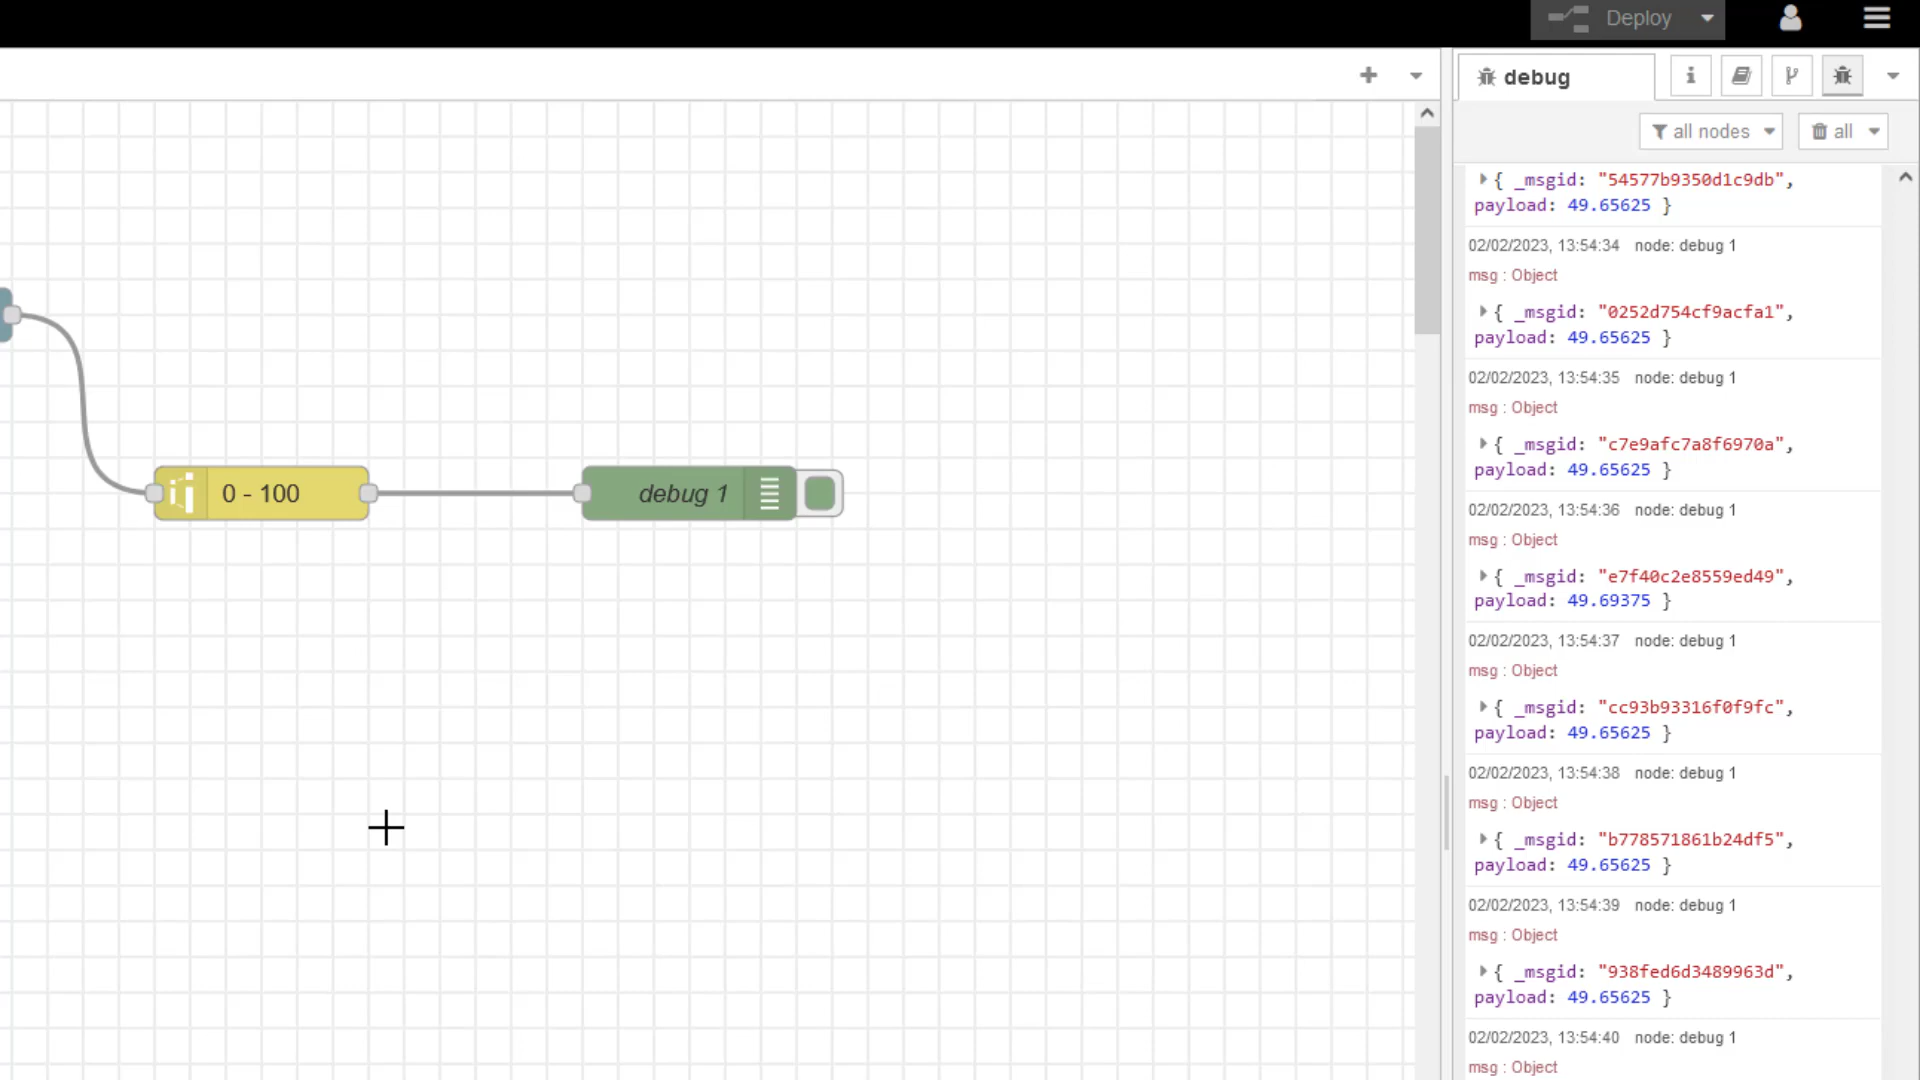 Deploy
debug
all nodes
all
{ _msgid: "54577b9350d1c9db",
payload: 49.65625 }
02/02/2023, 13:54:34 node: debug 1
msg : Object
{ _msgid: "0252d754cf9acfa1",
payload: 49.65625 }
02/02/2023, 13:54:35 node: debug 1
msg : Object
{ _msgid: "c7e9afc7a8f6970a",
payload: 49.65625 }
02/02/2023, 13:54:36 node: debug 1
msg : Object
{ _msgid: "e7f40c2e8559ed49",
payload: 49.69375 }
02/02/2023, 13:54:37 node: debug 1
msg : Object
{ _msgid: "cc93b93316f0f9fc",
payload: 49.65625 }
02/02/2023, 13:54:38 node: debug 1
msg : Object
{ _msgid: "b778571861b24df5",
payload: 49.65625 }
02/02/2023, 13:54:39 node: debug 1
msg : Object
{ _msgid: "938fed6d3489963d",
payload: 49.65625 }
02/02/2023, 13:54:40 node: debug 1
msg : Object
0 - 100
debug 1